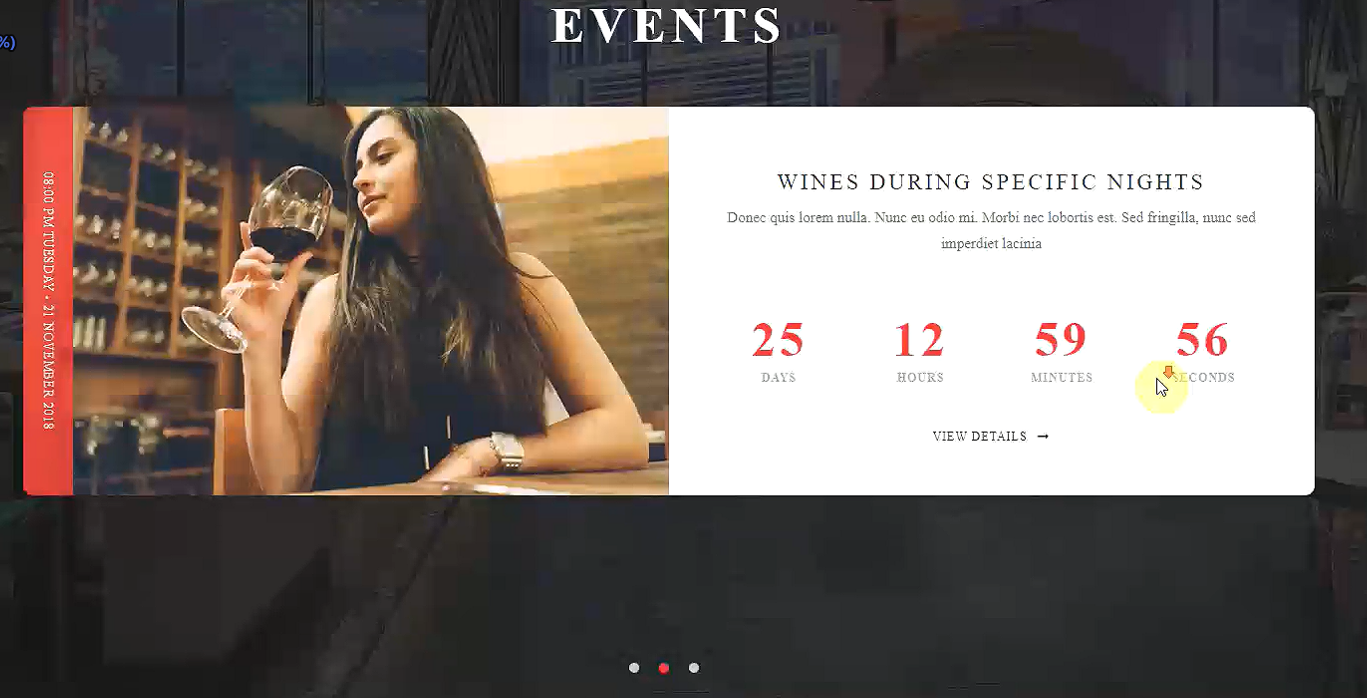 EVENTS
%)
08:00 PM TUESDAY • 21 NOVEMBER 2018
WINES DURING SPECIFIC NIGHTS
Donec quis lorem nulla. Nunc eu odio mi. Morbi nec lobortis est. Sed fringilla, nunc sed
imperdiet lacinia
25 12 59 56
DAYS HOURS MINUTES SECONDS
VIEW DETAILS →